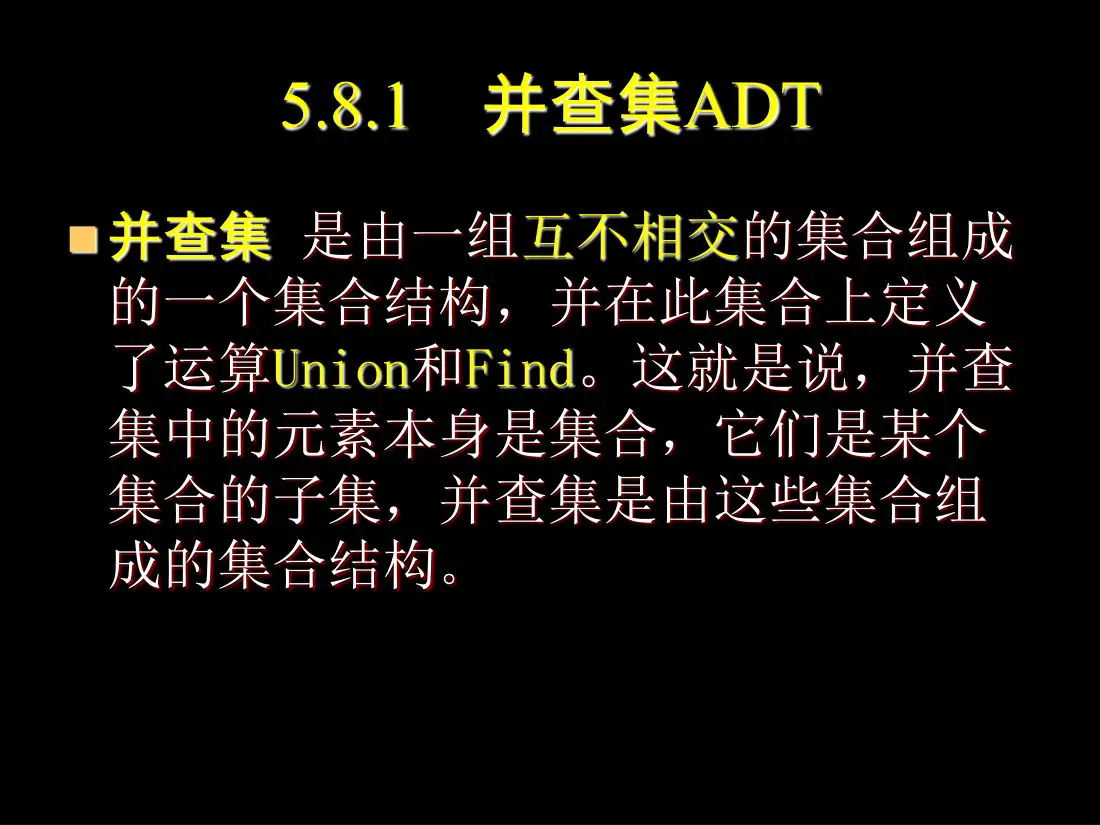 5.8.1 并查集ADT
并查集 是由一组互不相交的集合组成
的一个集合结构，并在此集合上定义
了运算Union和Find。这就是说，并查
集中的元素本身是集合，它们是某个
集合的子集，并查集是由这些集合组
成的集合结构。